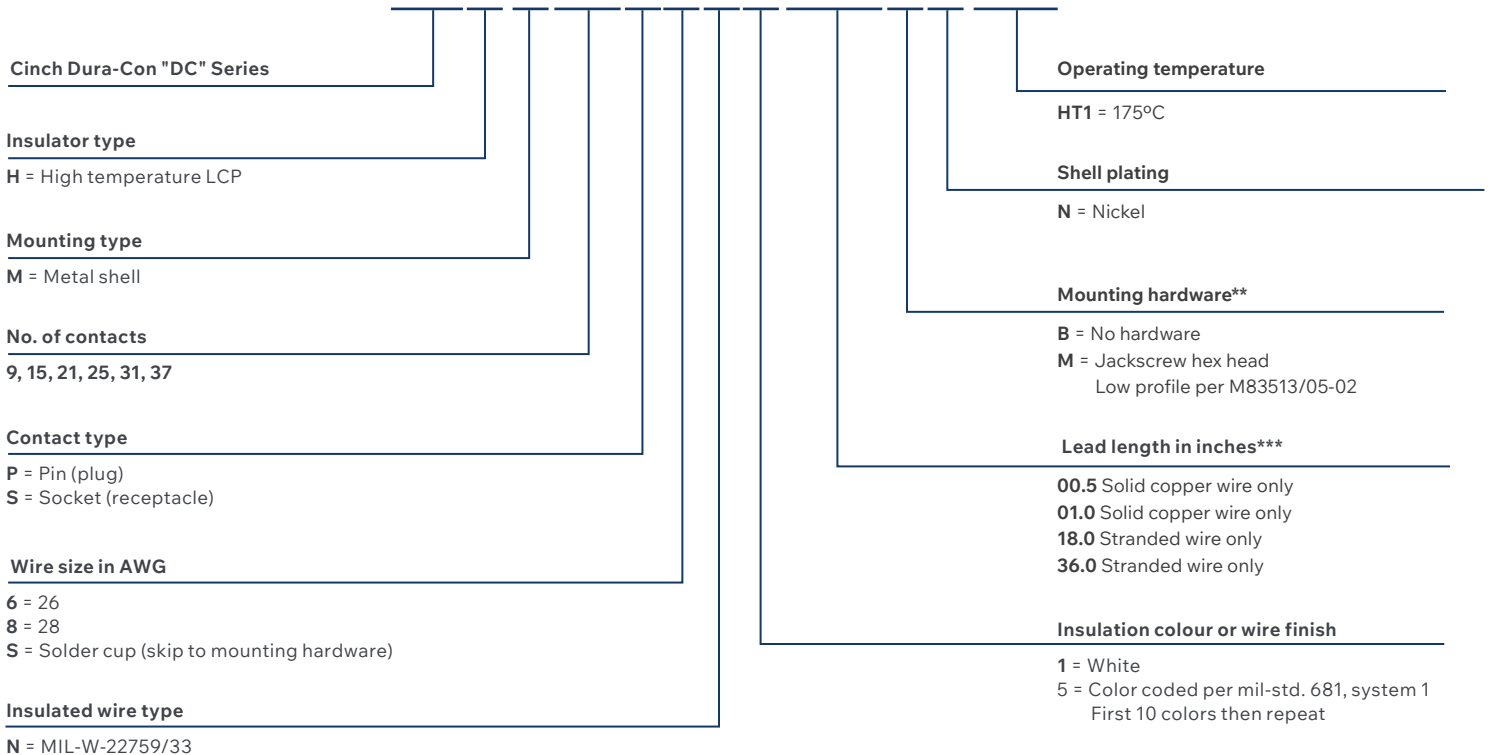 Cinch Dura-Con "DC" Series
Insulator type
H = High temperature LCP
Mounting type
M = Metal shell
No. of contacts
9, 15, 21, 25, 31, 37
Contact type
P = Pin (plug)
S = Socket (receptacle)
Wire size in AWG
6 = 26
8 = 28
S = Solder cup (skip to mounting hardware)
Insulated wire type
N = MIL-W-22759/33
Operating temperature
HT1 = 175ºC
Shell plating
N = Nickel
Mounting hardware**
B = No hardware
M = Jackscrew hex head
Low profile per M83513/05-02
Lead length in inches***
00.5 Solid copper wire only
01.0 Solid copper wire only
18.0 Stranded wire only
36.0 Stranded wire only
Insulation colour or wire finish
1 = White
5 = Color coded per mil-std. 681, system 1
First 10 colors then repeat